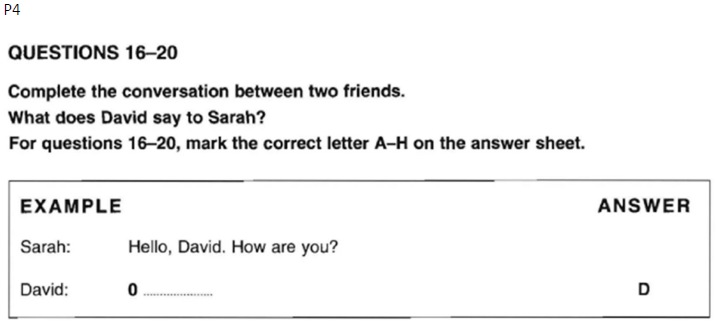 P4
QUESTIONS 16–20
Complete the conversation between two friends.
What does David say to Sarah?
For questions 16–20, mark the correct letter A–H on the answer sheet.
EXAMPLE ANSWER
Sarah: Hello, David. How are you?
David: 0 .................... D